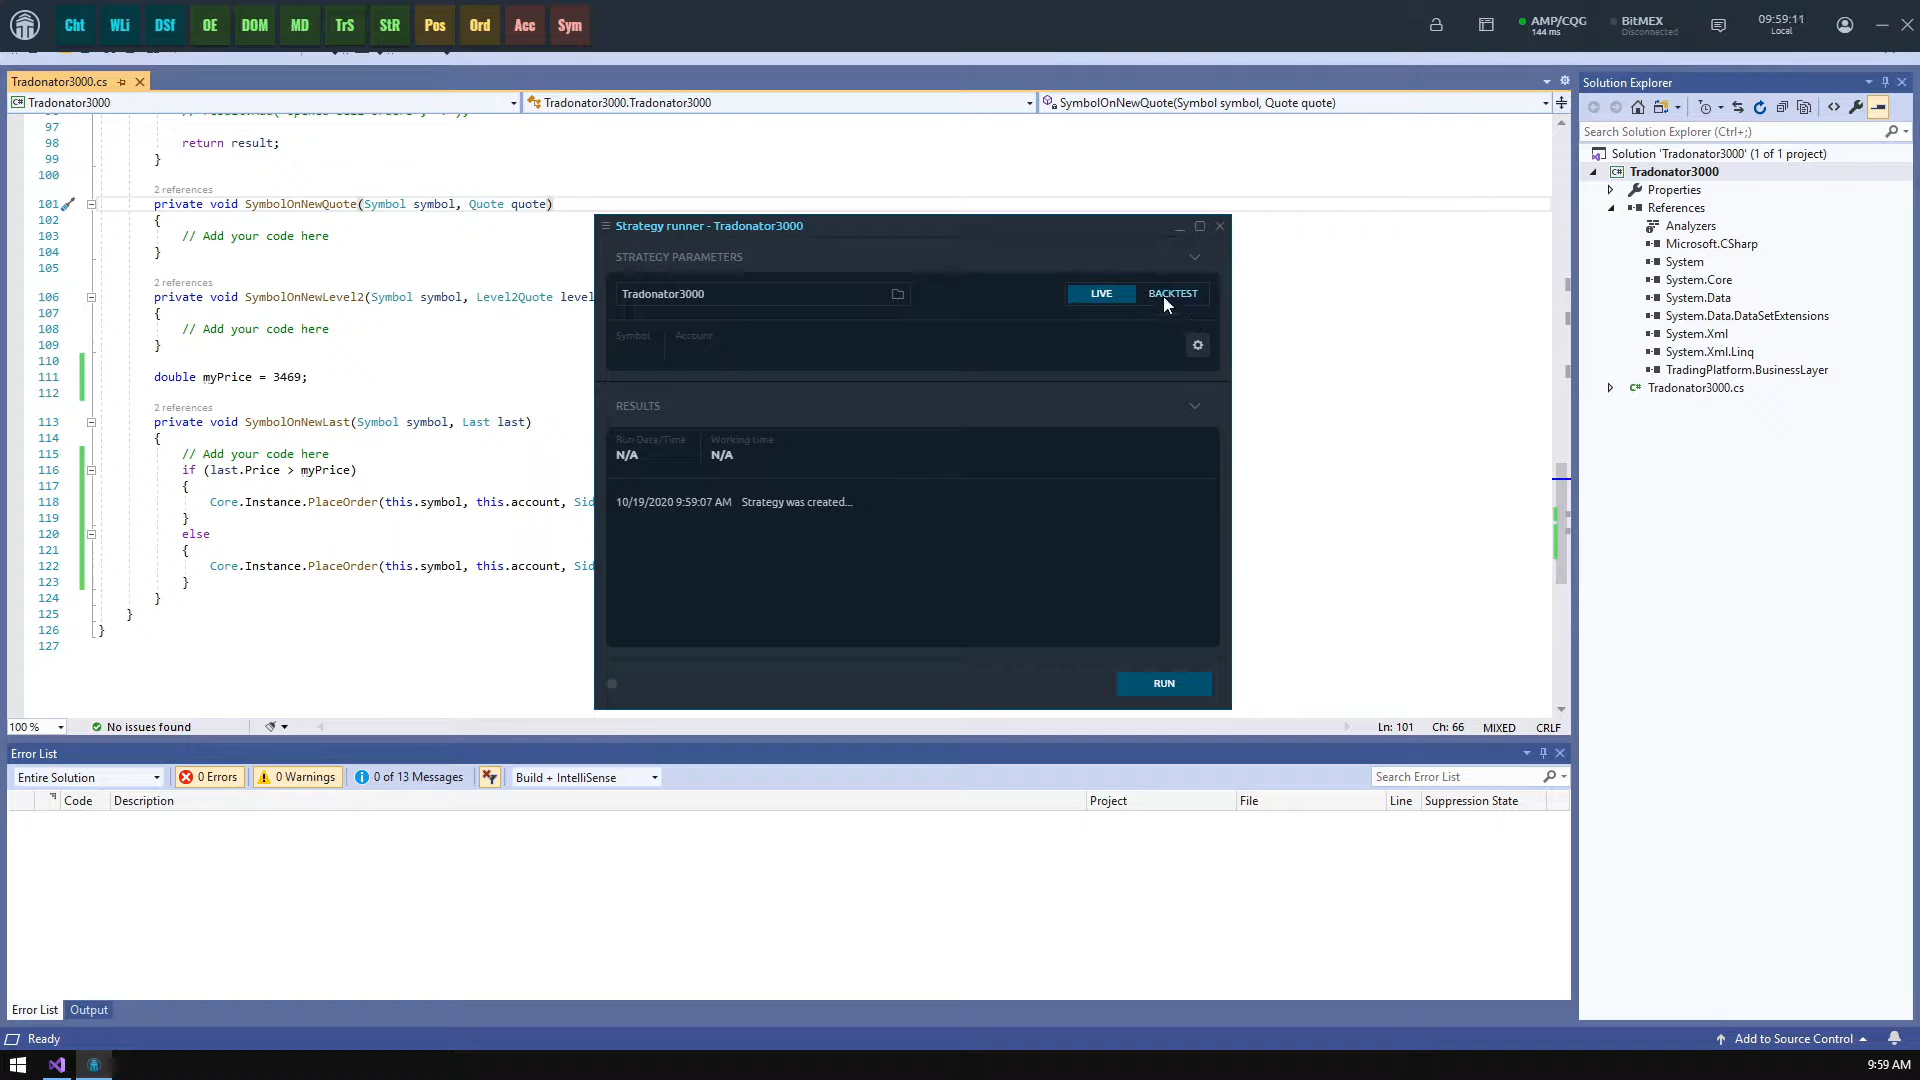 Cht WLi DSf OE DOM MD TrS StR Pos Ord Acc Sym
AMP/CQG
144 ms
BitMEX
Disconnected
09:59:11
Local
Tradonator3000.cs
Tradonator3000
Tradonator3000.Tradonator3000
SymbolOnNewQuote(Symbol symbol, Quote quote)
97
98 return result;
99 }
100
2 references
101 private void SymbolOnNewQuote(Symbol symbol, Quote quote)
102 {
103 // Add your code here
104 }
105
2 references
106 private void SymbolOnNewLevel2(Symbol symbol, Level2Quote level
107 {
108 // Add your code here
109 }
110
111 double myPrice = 3469;
112
2 references
113 private void SymbolOnNewLast(Symbol symbol, Last last)
114 {
115 // Add your code here
116 if (last.Price > myPrice)
117 {
118 Core.Instance.PlaceOrder(this.symbol, this.account, Sid
119 }
120 else
121 {
122 Core.Instance.PlaceOrder(this.symbol, this.account, Sid
123 }
124 }
125 }
126 }
127
Strategy runner - Tradonator3000
STRATEGY PARAMETERS
Tradonator3000
LIVE BACKTEST
Symbol Account
RESULTS
Run Date/Time Working time
N/A N/A
10/19/2020 9:59:07 AM Strategy was created...
RUN
Solution Explorer
Search Solution Explorer (Ctrl+;)
Solution 'Tradonator3000' (1 of 1 project)
C# Tradonator3000
Properties
References
Analyzers
Microsoft.CSharp
System
System.Core
System.Data
System.Data.DataSetExtensions
System.Xml
System.Xml.Linq
TradingPlatform.BusinessLayer
C# Tradonator3000.cs
100 % No issues found Ln: 101 Ch: 66 MIXED CRLF
Error List
Entire Solution 0 Errors 0 Warnings 0 of 13 Messages Build + IntelliSense Search Error List
Code Description Project File Line Suppression State
Error List Output
Ready Add to Source Control
9:59 AM